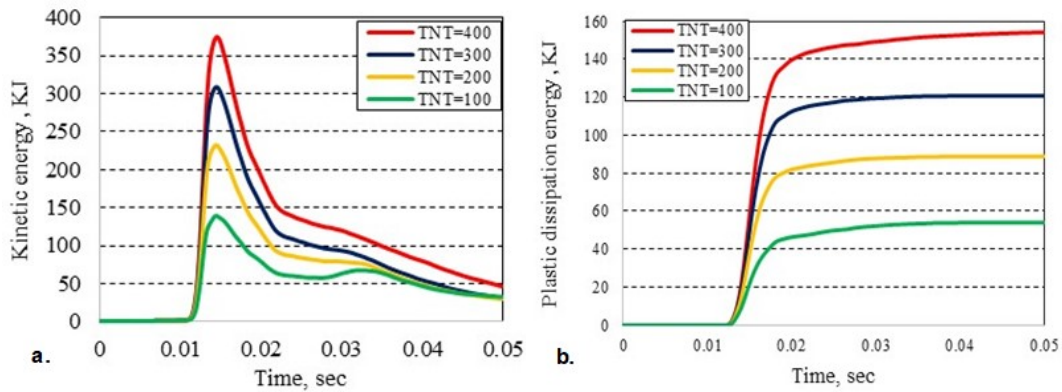 400
350
300
250
200
150
100
50
0
Kinetic energy, KJ
TNT=400
TNT=300
TNT=200
TNT=100
0 0.01 0.02 0.03 0.04 0.05
Time, sec
a.
160
140
120
100
80
60
40
20
0
Plastic dissipation energy, KJ
TNT=400
TNT=300
TNT=200
TNT=100
0 0.01 0.02 0.03 0.04 0.05
Time, sec
b.